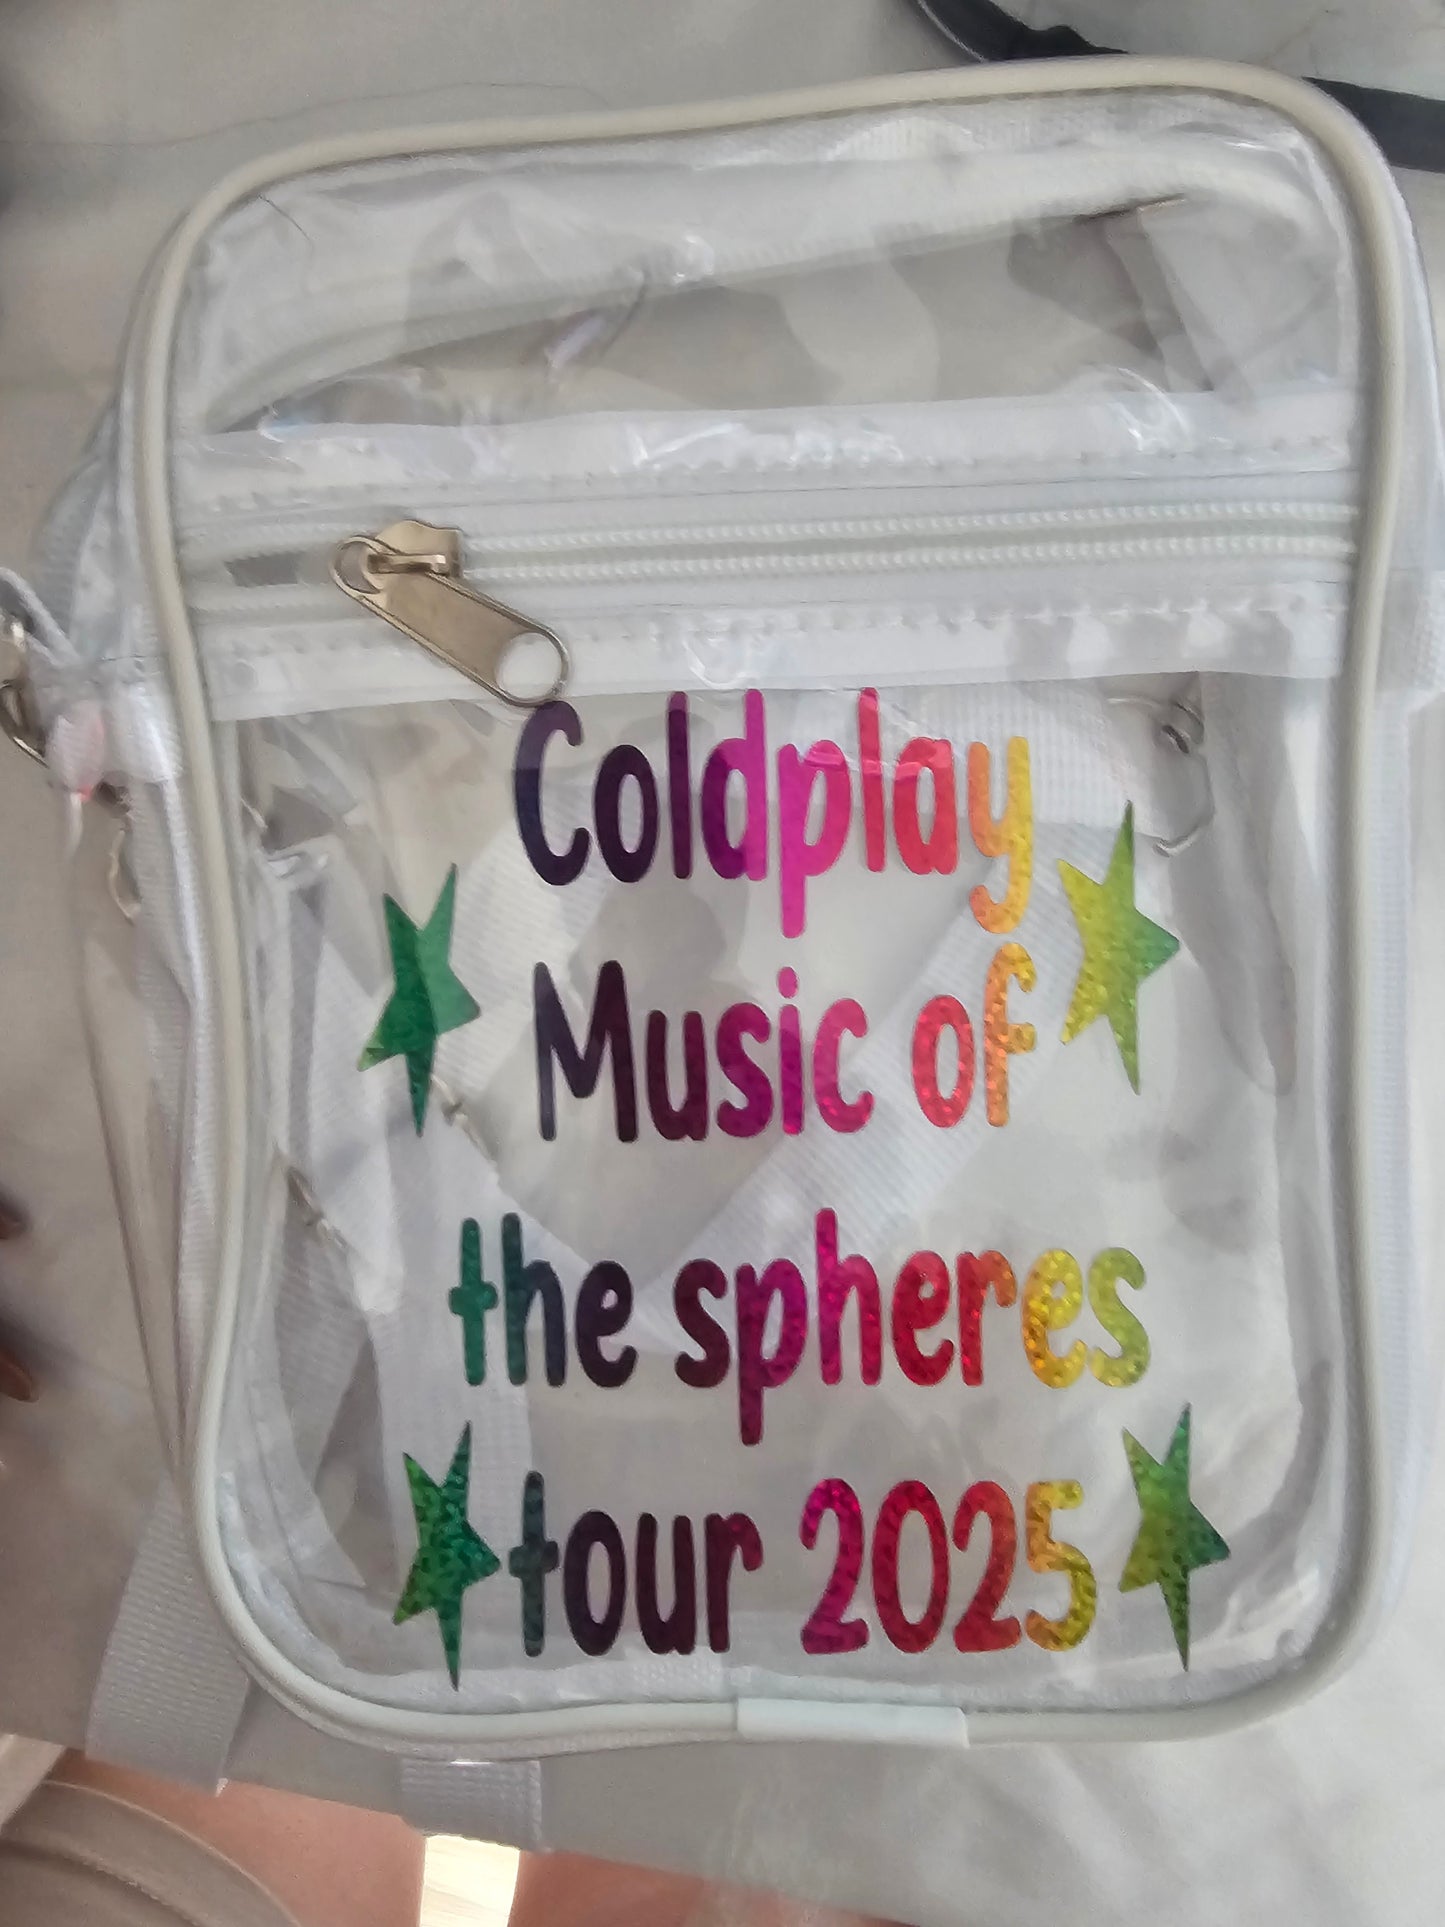 Coldplay
Music of
the spheres
tour 2025